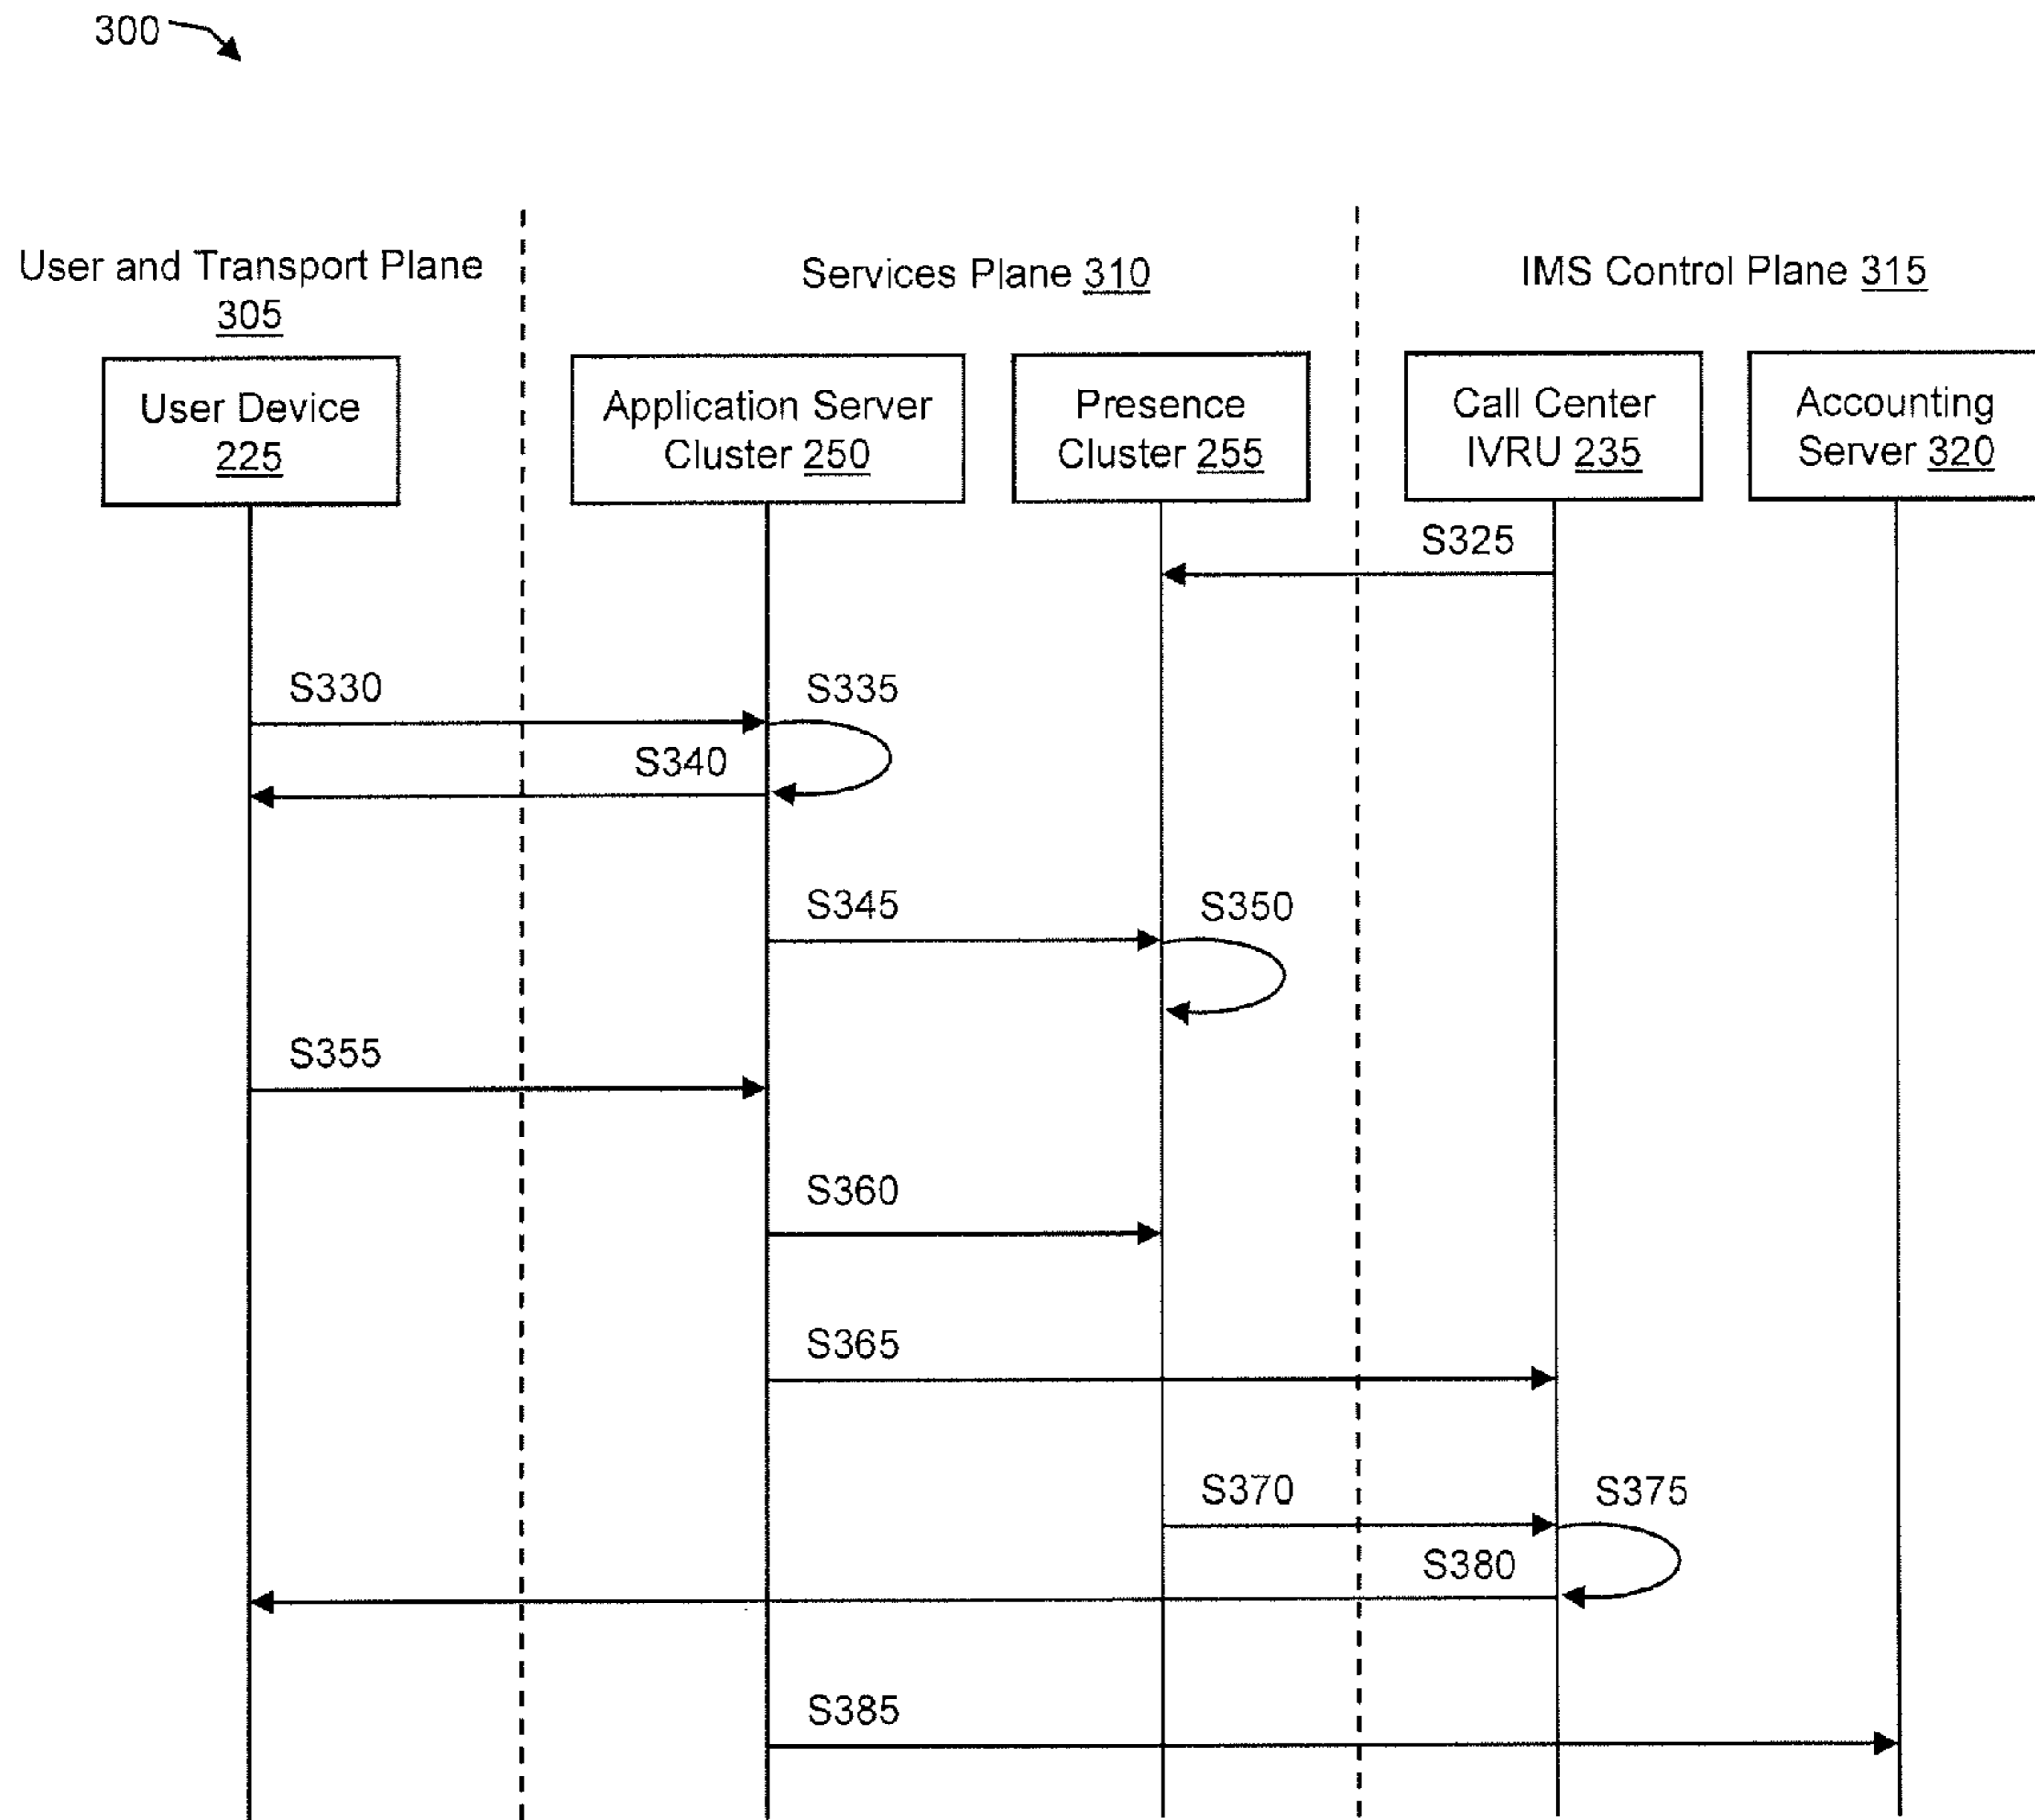 300
User and Transport Plane
305
Services Plane 310
IMS Control Plane 315
User Device
225
Application Server
Cluster 250
Presence
Cluster 255
Call Center
IVRU 235
Accounting
Server 320
S325
S330
S335
S340
S345
S350
S355
S360
S365
S370
S375
S380
S385